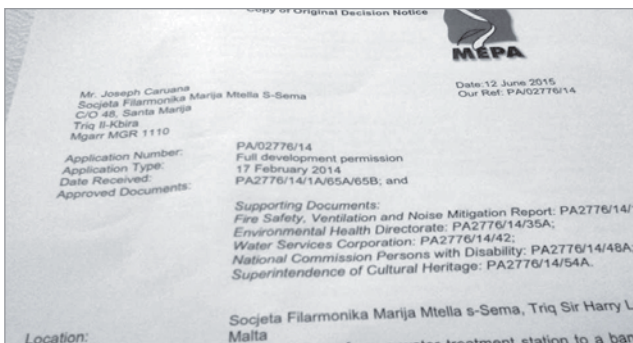 Copy of Original Decision Notice
MEPA
Mr. Joseph Caruana
Socjeta Filarmonika Marija Mtella S-Sema
C/O 48, Santa Marija
Triq Il-Kbira
Mgarr MGR 1110
Date:12 June 2015
Our Ref: PA/02776/14
Application Number: PA/02776/14
Application Type: Full development permission
Date Received: 17 February 2014
Approved Documents: PA2776/14/1A/65A/65B; and
Supporting Documents:
Fire Safety, Ventilation and Noise Mitigation Report: PA2776/14/
Environmental Health Directorate: PA2776/14/35A;
Water Services Corporation: PA2776/14/42;
National Commission Persons with Disability: PA2776/14/48A
Superintendence of Cultural Heritage: PA2776/14/54A.
Location: Socjeta Filarmonika Marija Mtella s-Sema, Triq Sir Harry
Malta
treatment station to a